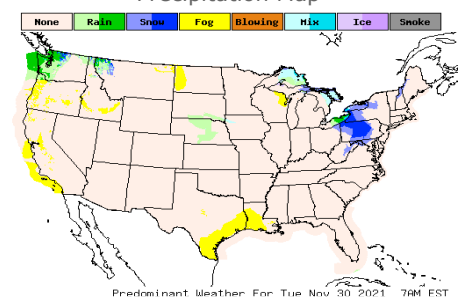 Precipitation Map
None Rain Snow Fog Blowing Mix Ice Smoke
Predominant Weather For Tue Nov 30 2021 7AM EST